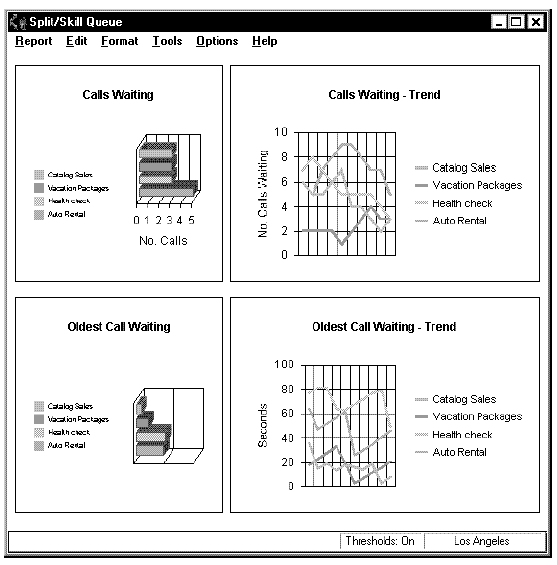 Split/Skill Queue
Report Edit Format Tools Options Help
Calls Waiting
Catalog Sales
Vacation Packages
Health check
Auto Rental
0 1 2 3 4 5
No. Calls
Calls Waiting - Trend
10
8
6
4
2
0
No. Calls Waiting
Catalog Sales
Vacation Packages
Health check
Auto Rental
Oldest Call Waiting
Catalog Sales
Vacation Packages
Health check
Auto Rental
Oldest Call Waiting - Trend
100
80
60
40
20
0
Seconds
Catalog Sales
Vacation Packages
Health check
Auto Rental
Thresholds: On
Los Angeles